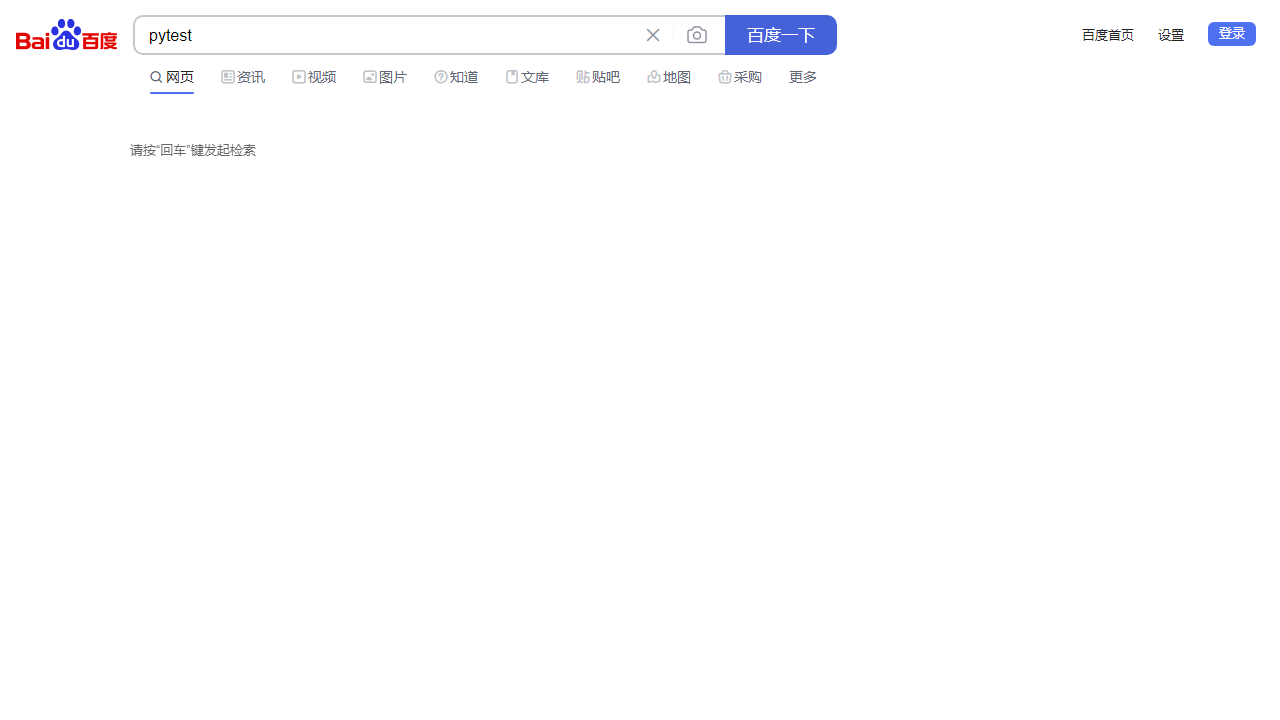 Bai du 百度 pytest 百度一下 百度首页 设置 登录
网页 资讯 视频 图片 知道 文库 贴吧 地图 采购 更多
请按“回车”键发起检索